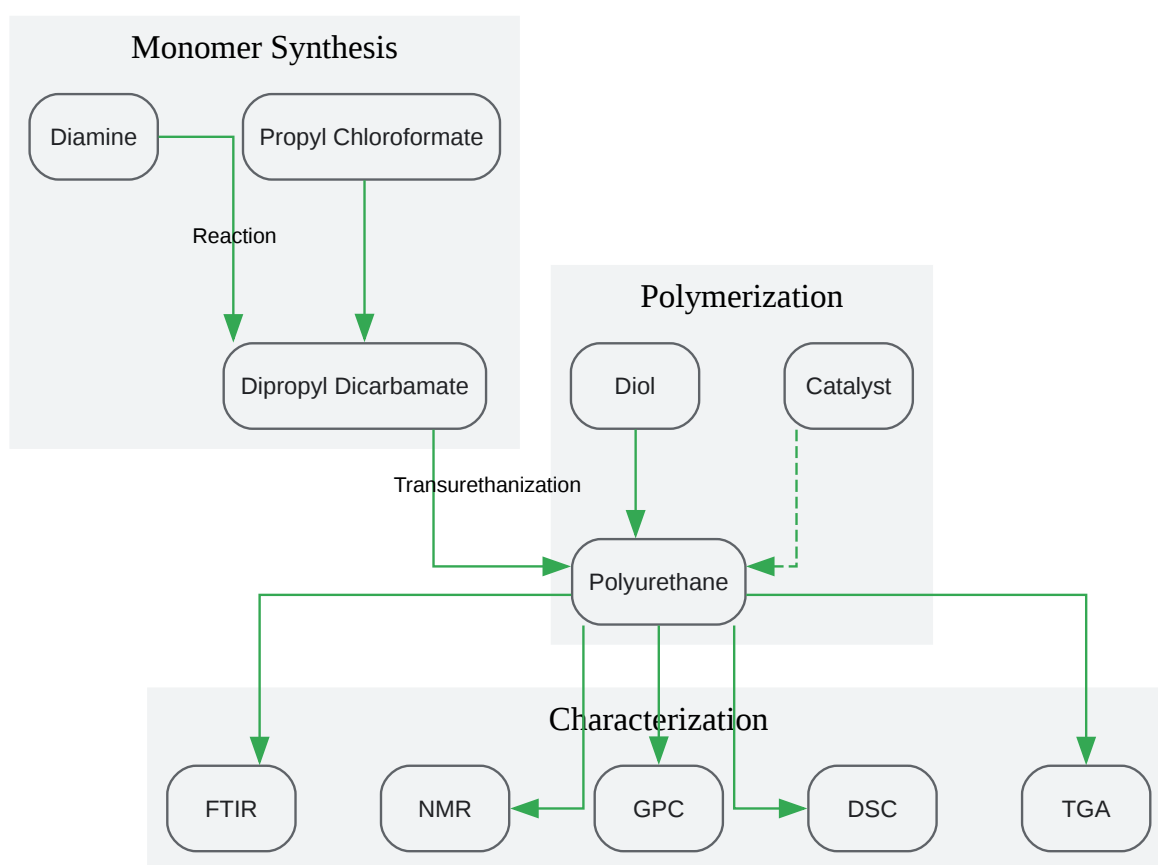 Monomer Synthesis
Diamine
Propyl Chloroformate
Reaction
Polymerization
Dipropyl Dicarbamate
Diol
Catalyst
Transurethanization
Polyurethane
Characterization
FTIR
NMR
GPC
DSC
TGA